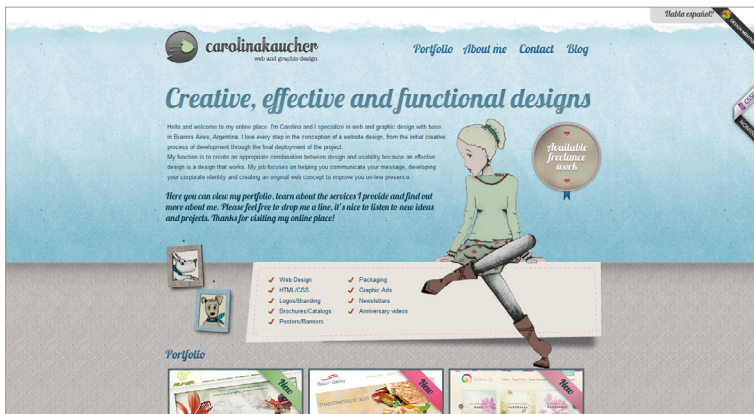 Habla español?
carolinakaucher
web and graphic design
Portfolio About me Contact Blog
Creative, effective and functional designs
Hello and welcome to my online place. I'm Carolina and I specialize in web and graphic design with base
in Buenos Aires, Argentina. I love every step in the conception of a website design, from the initial creative
process of development through the final deployment of the project.
My function is to create an appropriate combination between design and usability because an effective
design is a design that works. My job focuses on helping you communicate your message, developing
your corporate identity and creating an original web concept to improve you on-line presence.
Available
freelance
work
Here you can view my portfolio, learn about the services I provide and find out
more about me. Please feel free to drop me a line, it's nice to listen to new ideas
and projects. Thanks for visiting my online place!
Web Design
HTML/CSS
Logos/Branding
Brochures/Catalogs
Posters/Banners
Packaging
Graphic Ads
Newsletters
Anniversary videos
Portfolio
New
New
New